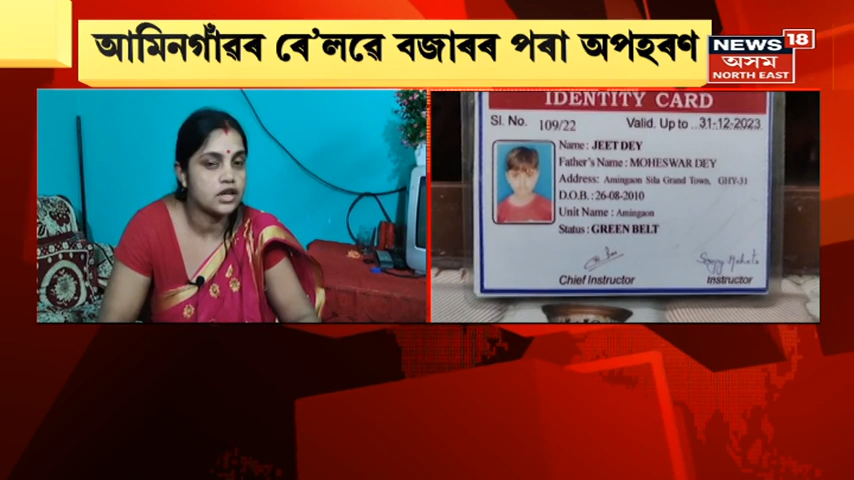 আমিনগাঁৱৰ ৰে'লৱে বজাৰৰ পৰা অপহৰণ
NEWS 18
অসম
NORTH EAST
IDENTITY CARD
Sl. No. 109/22 Valid. Up to ..31-12-2023
Name : JEET DEY
Father's Name : MOHESWAR DEY
Address: Amingaon Sila Grand Town, GHY-31
D.O.B. : 26-08-2010
Unit Name : Amingaon
Status : GREEN BELT
Chief Instructor Instructor